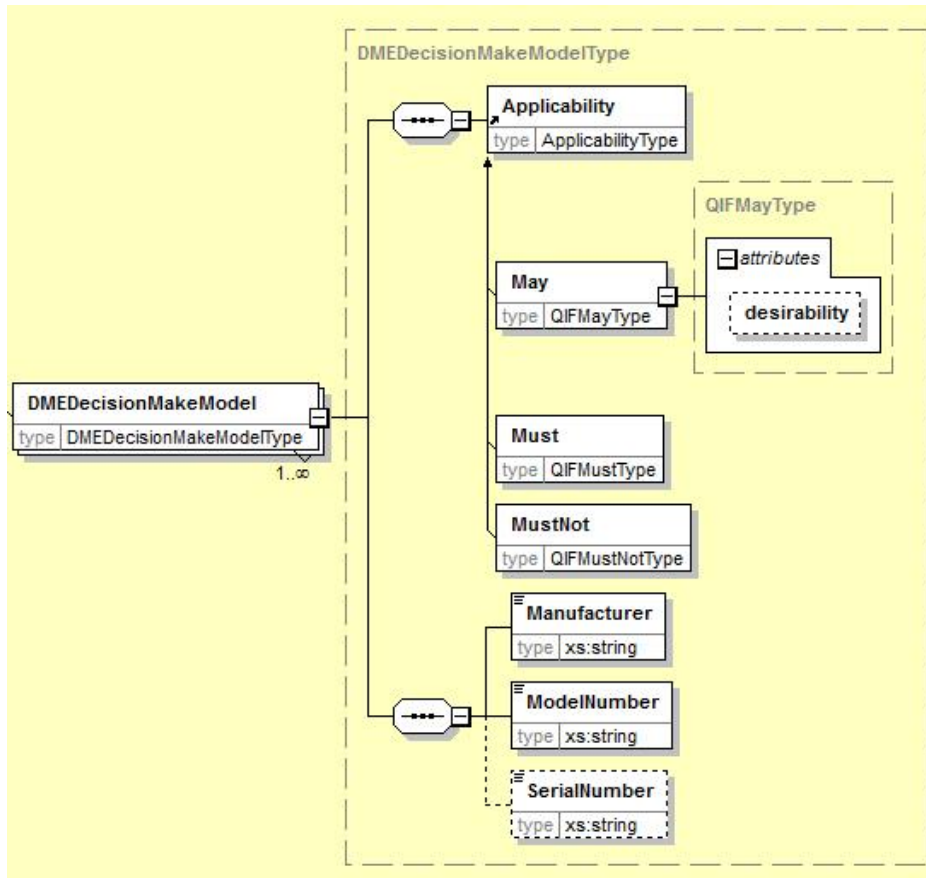 DMEDecisionMakeModelType
Applicability
type ApplicabilityType
QIFMayType
attributes
May
type QIFMayType
desirability
DMEDecisionMakeModel
type DMEDecisionMakeModelType
1..∞
Must
type QIFMustType
MustNot
type QIFMustNotType
Manufacturer
type xs:string
ModelNumber
type xs:string
SerialNumber
type xs:string